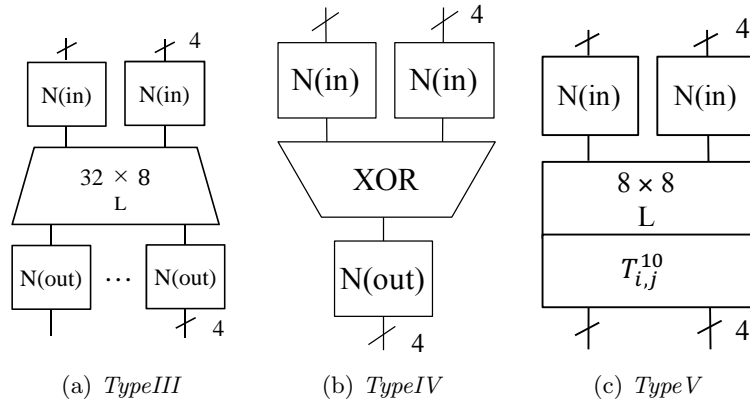 4
N(in) N(in)
32 × 8
L
N(out) ... N(out)
4
(a) TypeIII
4
N(in) N(in)
XOR
N(out)
4
(b) TypeIV
4
N(in) N(in)
8 × 8
L
T_{i,j}^{10}
4
(c) TypeV